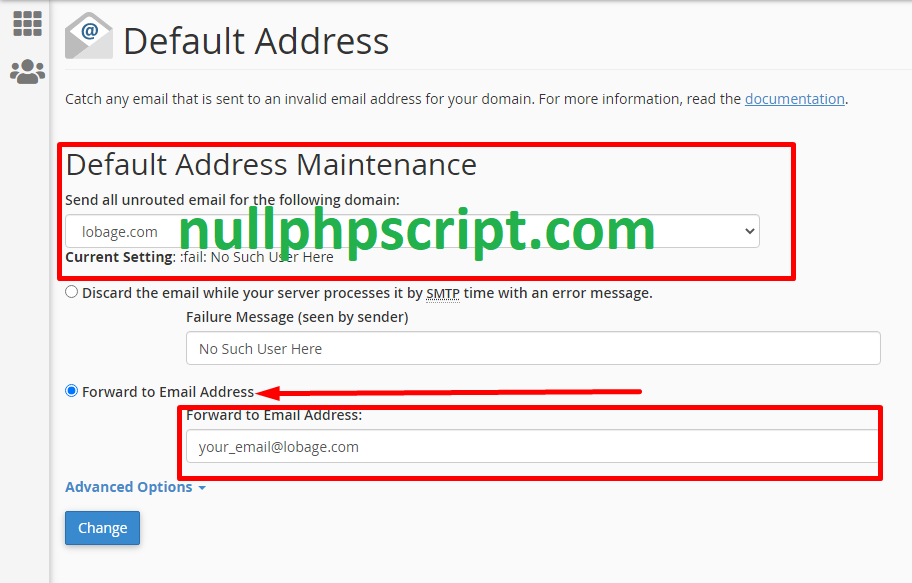 @
Default Address
Catch any email that is sent to an invalid email address for your domain. For more information, read the documentation.
Default Address Maintenance
Send all unrouted email for the following domain:
lobage.com
nullphpscript.com
Current Setting: :fail: No Such User Here
Discard the email while your server processes it by SMTP time with an error message.
Failure Message (seen by sender)
No Such User Here
Forward to Email Address
Forward to Email Address:
your_email@lobage.com
Advanced Options
Change